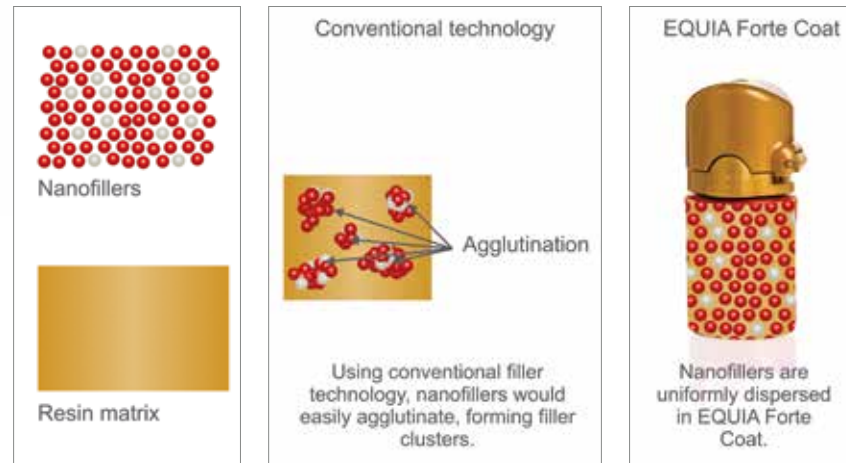 Nanofillers
Resin matrix
Conventional technology
Agglutination
Using conventional filler
technology, nanofillers would
easily agglutinate, forming filler
clusters.
EQUIA Forte Coat
Nanofillers are
uniformly dispersed
in EQUIA Forte
Coat.